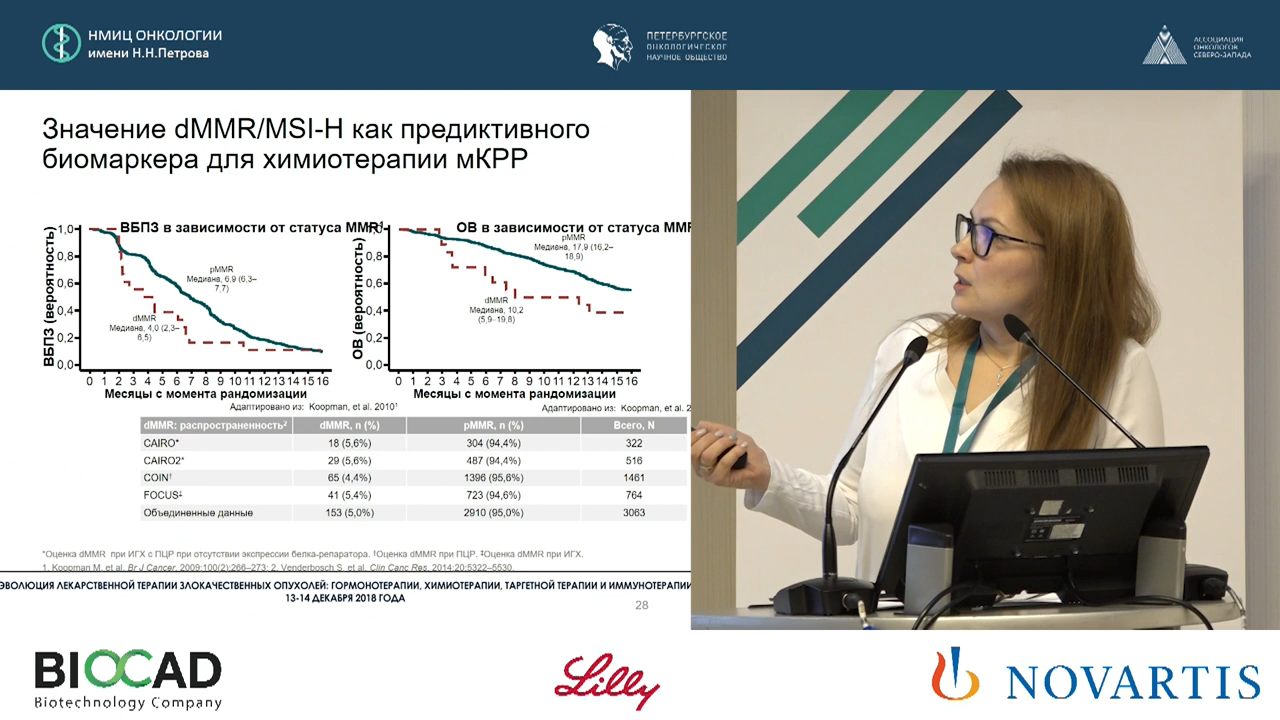 НМИЦ ОНКОЛОГИИ
имени Н.Н.Петрова
ПЕТЕРБУРГСКОЕ
ОНКОЛОГИЧЕСКОЕ
НАУЧНОЕ ОБЩЕСТВО
АССОЦИАЦИЯ
ОНКОЛОГОВ
СЕВЕРО-ЗАПАДА
Значение dMMR/MSI-H как предиктивного
биомаркера для химиотерапии мКРР
ВБПЗ в зависимости от статуса MMR¹
ВБПЗ (вероятность)
1,0
0,8
0,6
0,4
0,2
0,0
pMMR
Медивна, 6,9 (6,3–
7,7)
dMMR
Медивна, 4,0 (2,3–
6,5)
0 1 2 3 4 5 6 7 8 9 10 11 12 13 14 15 16
Месяцы с момента рандомизации
Адаптировано из: Koopman, et al. 2010¹
ОВ в зависимости от статуса MMR
ОВ (вероятность)
1,0
0,8
0,6
0,4
0,2
0,0
pMMR
Медивна, 17,9 (16,2–
18,9)
dMMR
Медивна, 10,2
(5,9–19,8)
0 1 2 3 4 5 6 7 8 9 10 11 12 13 14 15 16
Месяцы с момента рандомизации
Адаптировано из: Koopman, et al. 2
dMMR: распространенность² dMMR, n (%) pMMR, n (%) Всего, N
CAIRO* 18 (5,6%) 304 (94,4%) 322
CAIRO2* 29 (5,6%) 487 (94,4%) 516
COIN† 65 (4,4%) 1396 (95,6%) 1461
FOCUS‡ 41 (5,4%) 723 (94,6%) 764
Объединенные данные 153 (5,0%) 2910 (95,0%) 3063
*Оценка dMMR при ИГХ с ПЦР при отсутствии экспрессии белка-репаратора. †Оценка dMMR при ПЦР. ‡Оценка dMMR при ИГХ.
1. Koopman M, et al. Br J Cancer. 2009;100(2):266–273; 2. Venderbosch S, et al. Clin Canc Res. 2014;20:5322–5530.
ЭВОЛЮЦИЯ ЛЕКАРСТВЕННОЙ ТЕРАПИИ ЗЛОКАЧЕСТВЕННЫХ ОПУХОЛЕЙ: ГОРМОНОТЕРАПИИ, ХИМИОТЕРАПИИ, ТАРГЕТНОЙ ТЕРАПИИ И ИММУНОТЕРАПИИ
13-14 ДЕКАБРЯ 2018 ГОДА
28
BIOCAD
Biotechnology Company
Lilly
NOVARTIS